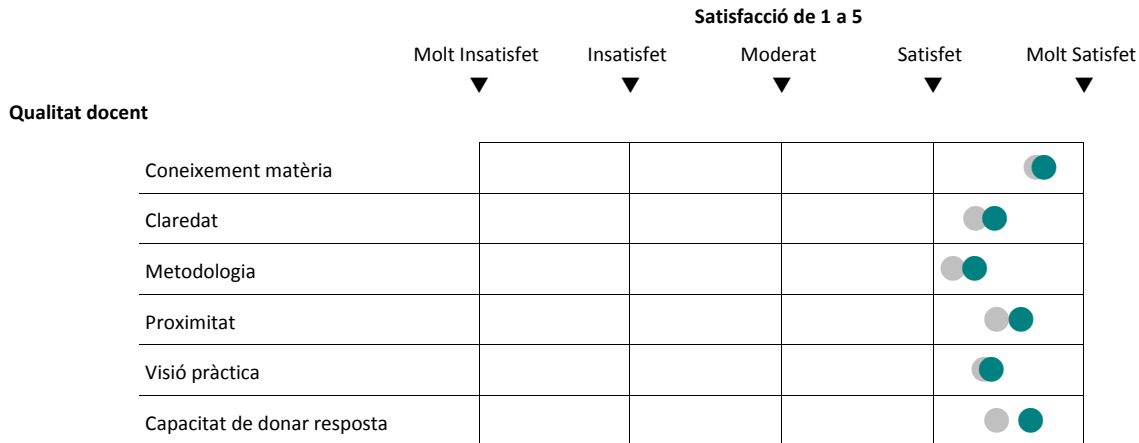 Satisfacció de 1 a 5
Molt Insatisfet Insatisfet Moderat Satisfet Molt Satisfet
Qualitat docent
Coneixement matèria
Claredat
Metodologia
Proximitat
Visió pràctica
Capacitat de donar resposta